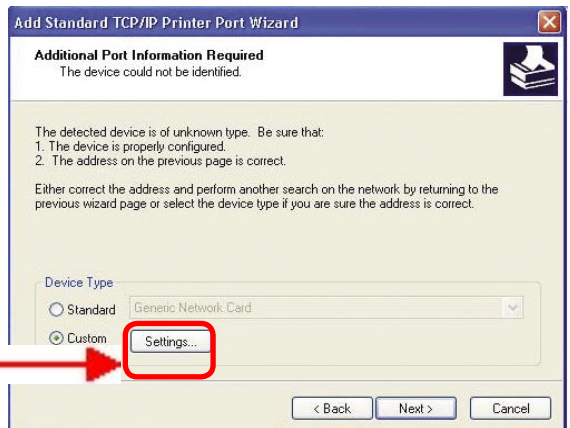 Add Standard TCP/IP Printer Port Wizard
Additional Port Information Required
The device could not be identified.
The detected device is of unknown type.  Be sure that:
1. The device is properly configured.
2.  The address on the previous page is correct.
Either correct the address and perform another search on the network by returning to the
previous wizard page or select the device type if you are sure the address is correct.
Device Type
Standard
Generic Network Card
Custom
Settings...
< Back
Next >
Cancel